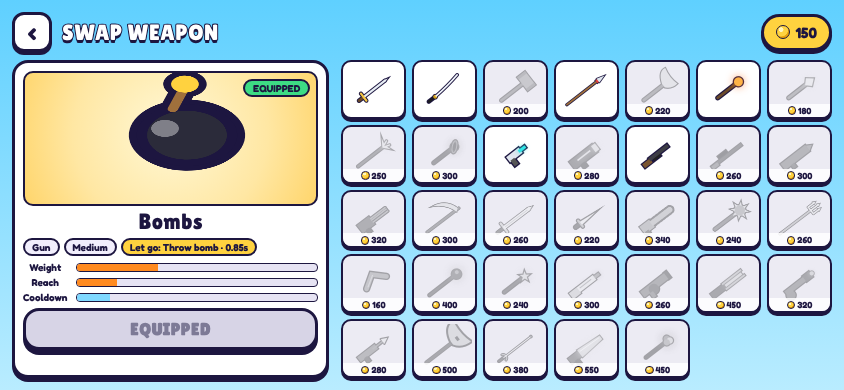 SWAP WEAPON
150
EQUIPPED
Bombs
Gun
Medium
Let go: Throw bomb · 0.85s
Weight
Reach
Cooldown
EQUIPPED
200
220
180
250
300
280
260
300
320
300
260
220
340
240
260
160
400
240
300
260
450
320
280
500
380
550
450